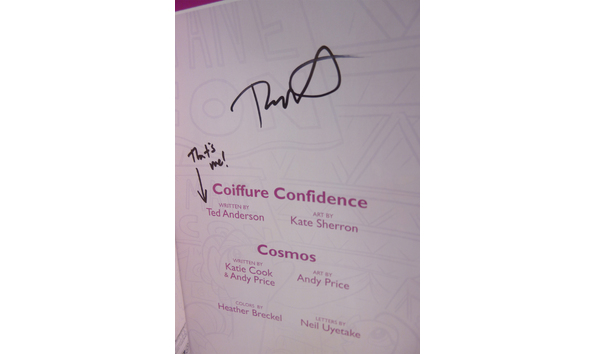 That's
me!
Coiffure Confidence
WRITTEN BY
Ted Anderson
ART BY
Kate Sherron
Cosmos
WRITTEN BY
Katie Cook
& Andy Price
ART BY
Andy Price
COLORS BY
Heather Breckel
LETTERS BY
Neil Uyetake